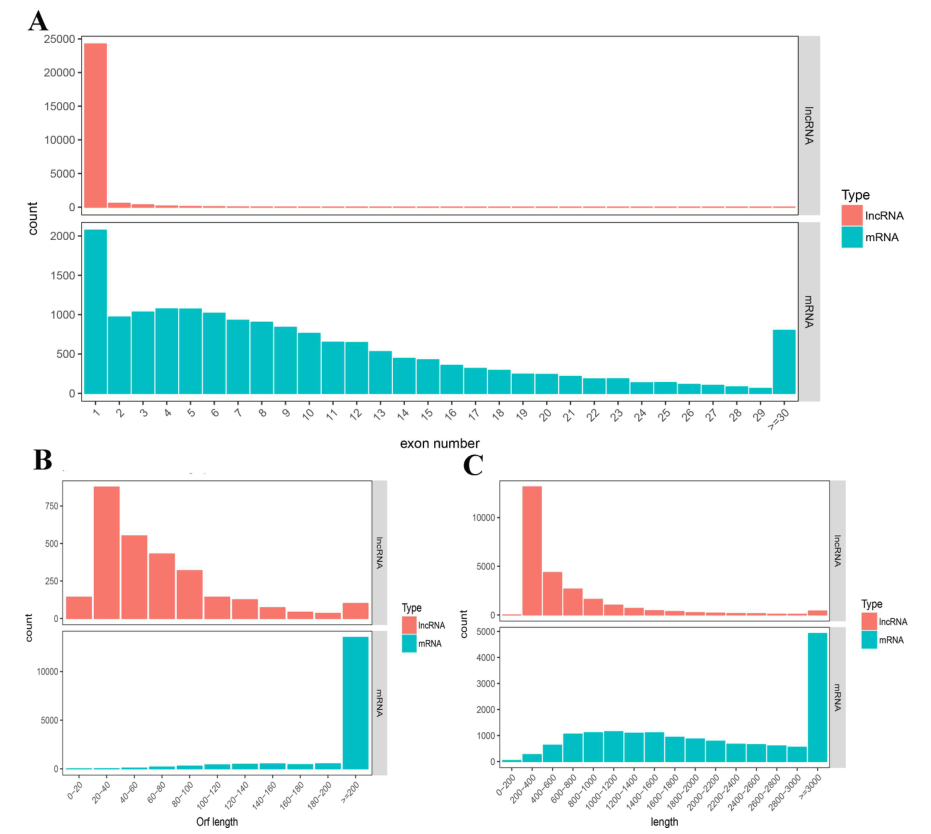 A
25000
20000
15000
10000
5000
0
lncRNA
2000
1500
1000
500
0
mRNA
count
1 2 3 4 5 6 7 8 9 10 11 12 13 14 15 16 17 18 19 20 21 22 23 24 25 26 27 28 29 >=30
exon number
Type
lncRNA
mRNA
B
750
500
250
0
lncRNA
10000
5000
0
mRNA
count
0~20 20~40 40~60 60~80 80~100 100~120 120~140 140~160 160~180 180~200 >=200
Orf length
Type
lncRNA
mRNA
C
10000
5000
0
lncRNA
5000
4000
3000
2000
1000
0
mRNA
count
0~200 200~400 400~600 600~800 800~1000 1000~1200 1200~1400 1400~1600 1600~1800 1800~2000 2000~2200 2200~2400 2400~2600 2600~2800 2800~3000 >=3000
length
Type
lncRNA
mRNA